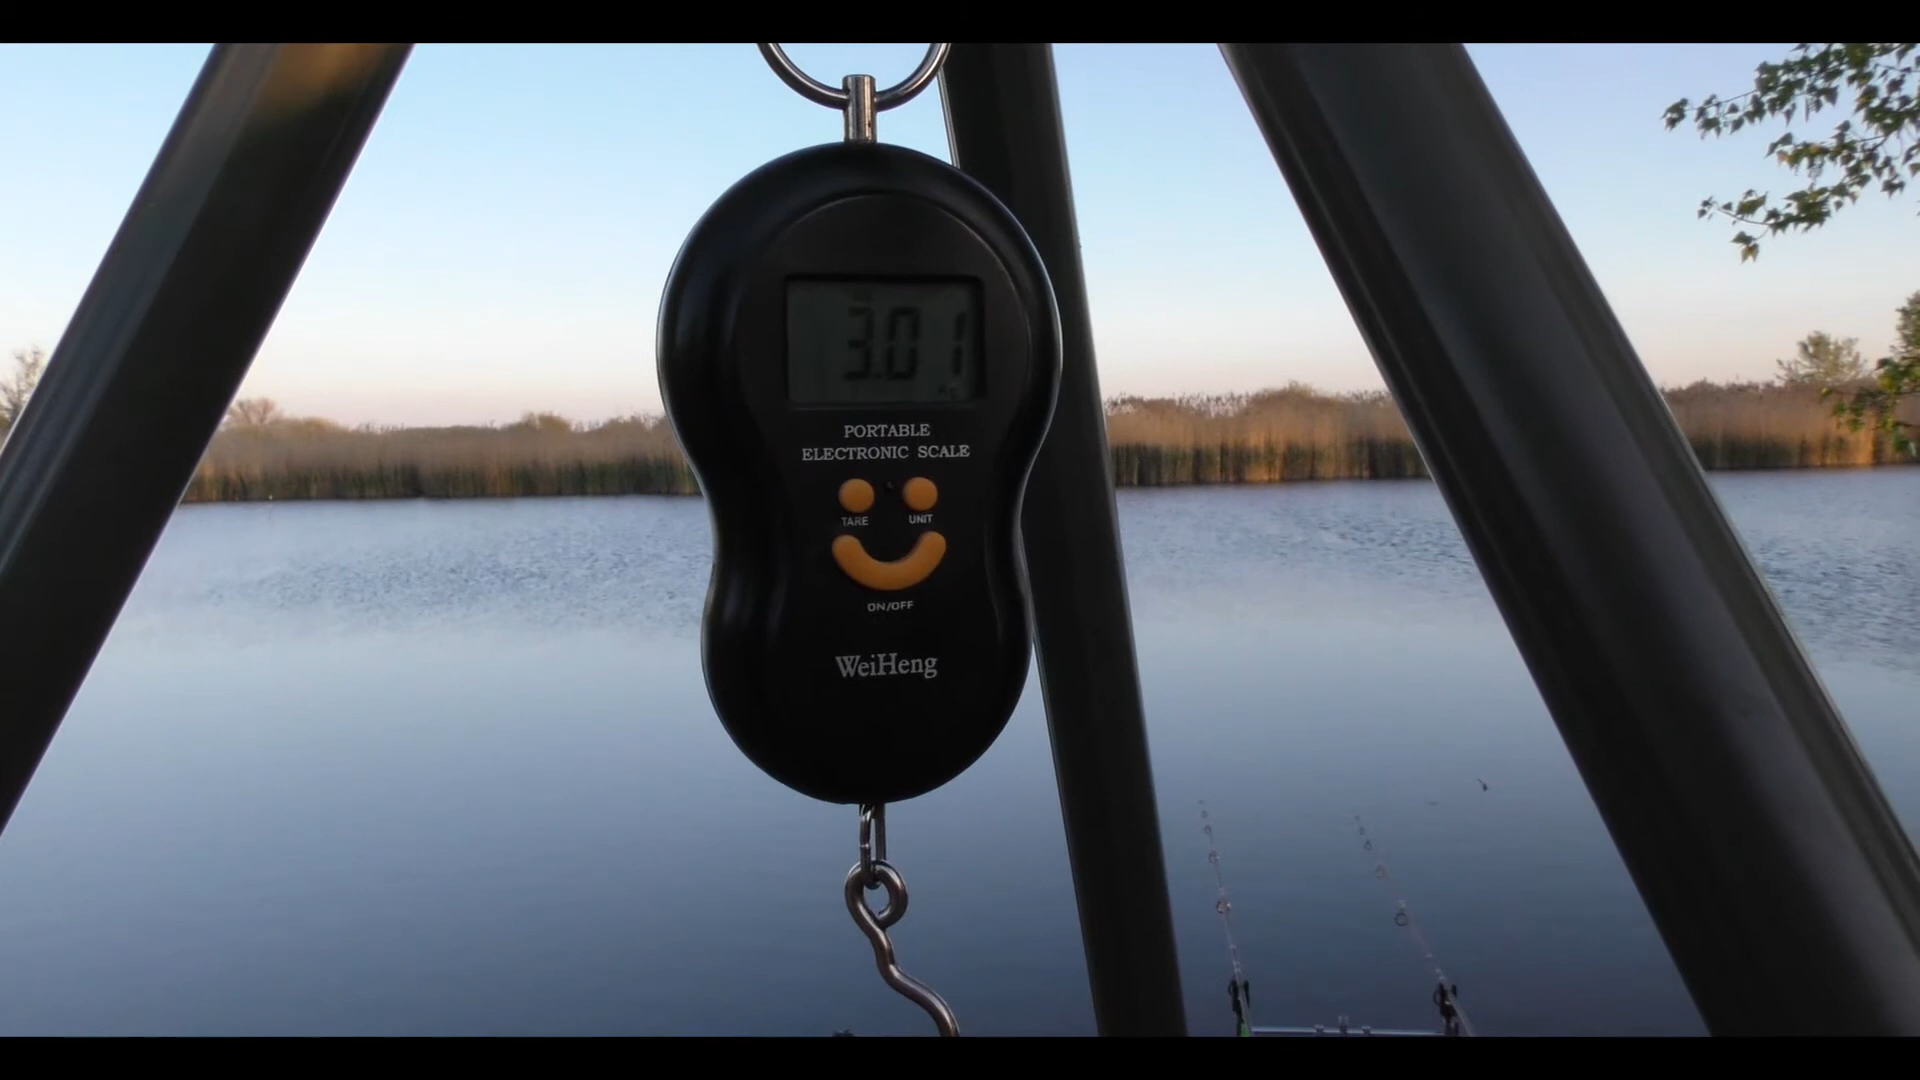 3.01
PORTABLE
ELECTRONIC SCALE
TARE UNIT
ON/OFF
WeiHeng